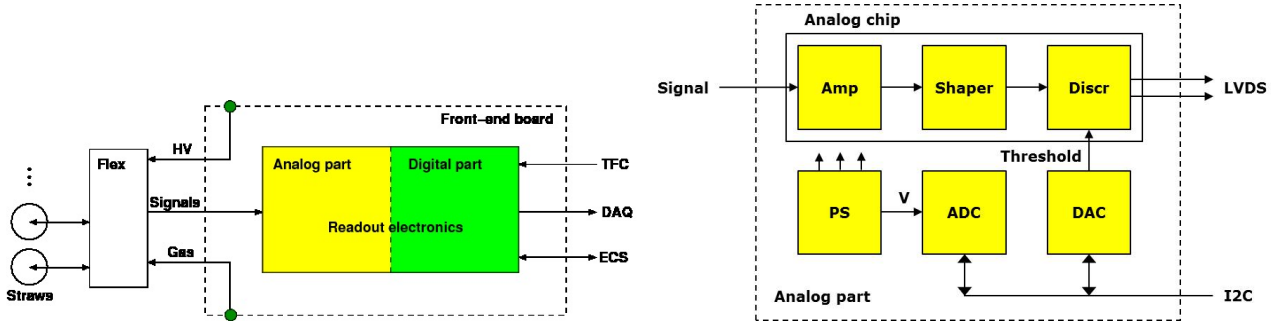 Front-end board
HV
Flex
Analog part
Digital part
TFC
...
Signals
DAQ
Readout electronics
Gas
ECS
Straws
Analog chip
Signal
Amp
Shaper
Discr
LVDS
Threshold
PS
V
ADC
DAC
Analog part
I2C